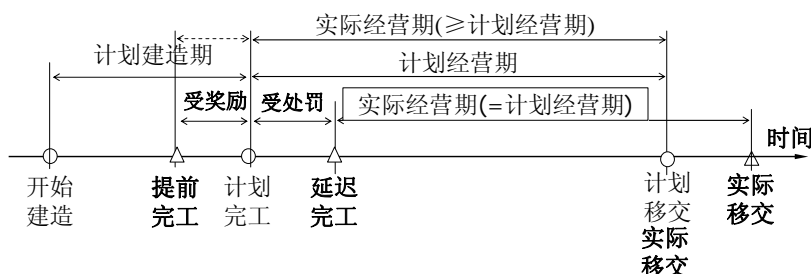 实际经营期(≥计划经营期)
计划建造期
计划经营期
受奖励
受处罚
实际经营期(=计划经营期)
时间
开始
建造
提前
完工
计划
完工
延迟
完工
计划
移交
实际
移交
实际
移交